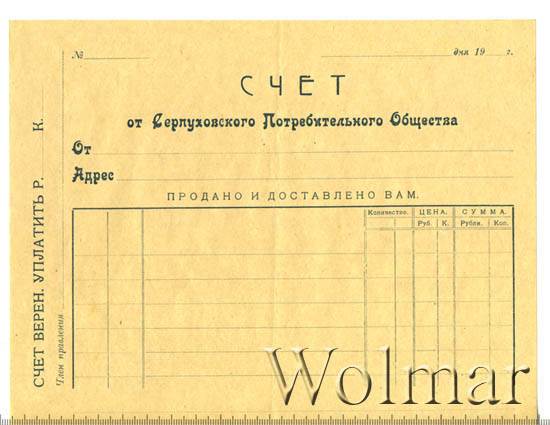 № дня 19 г.
СЧЕТ
от Серпуховского Потребительного Общества
От
Адрес
ПРОДАНО И ДОСТАВЛЕНО ВАМ.
Количество. ЦЕНА. СУММА.
Руб. К. Рубли. Коп.
СЧЕТ ВЕРЕН. УПЛАТИТЬ Р. К.
Член правления
Wolmar